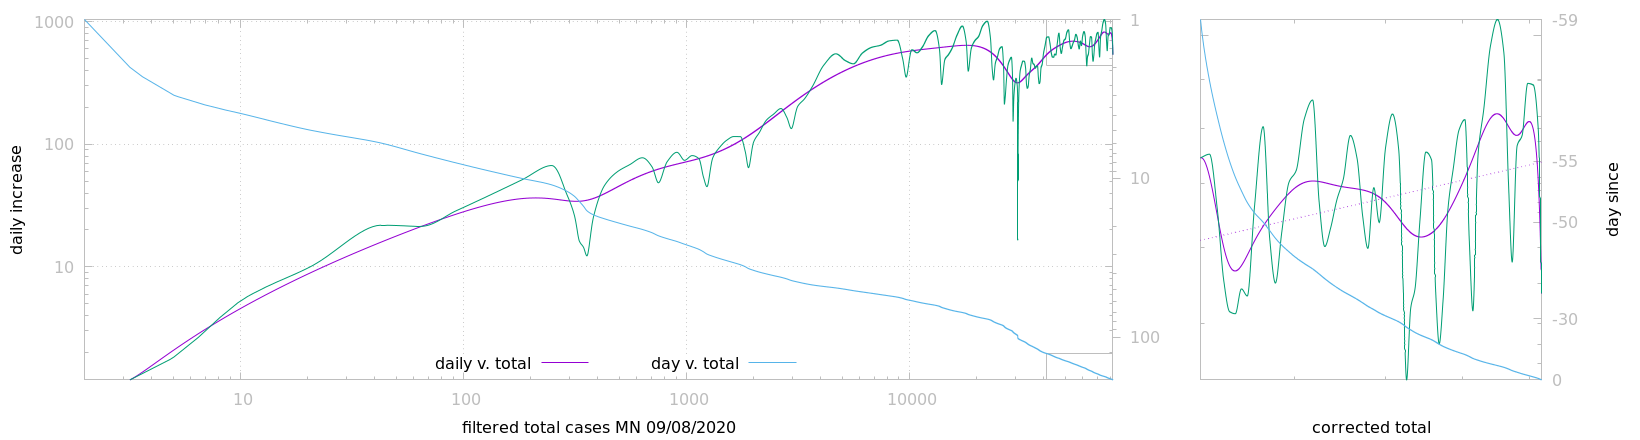 1000
100
10
daily increase
daily v. total
day v. total
10
100
1000
10000
filtered total cases MN 09/08/2020
1
10
100
-59
-55
-50
-30
0
day since
corrected total